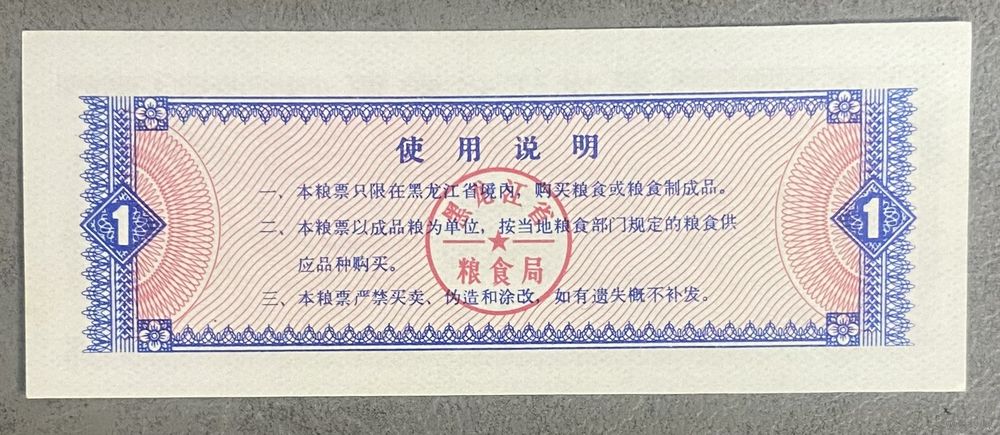 使用说明
一、本粮票只限在黑龙江省境内，购买粮食或粮食制成品。
二、本粮票以成品粮为单位，按当地粮食部门规定的粮食供
应品种购买。
三、本粮票严禁买卖、伪造和涂改，如有遗失概不补发。
黑龙江省
粮食局
1
1